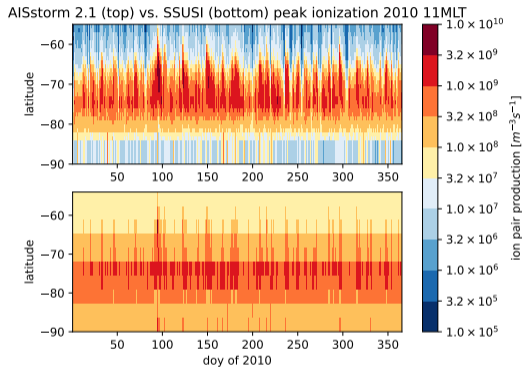 AISstorm 2.1 (top) vs. SSUSI (bottom) peak ionization 2010 11MLT
−60
−70
−80
−90
latitude
50 100 150 200 250 300 350
−60
−70
−80
−90
latitude
50 100 150 200 250 300 350
doy of 2010
1.0 × 10^10
3.2 × 10^9
1.0 × 10^9
3.2 × 10^8
1.0 × 10^8
3.2 × 10^7
1.0 × 10^7
3.2 × 10^6
1.0 × 10^6
3.2 × 10^5
1.0 × 10^5
ion pair production [m^−3 s^−1]